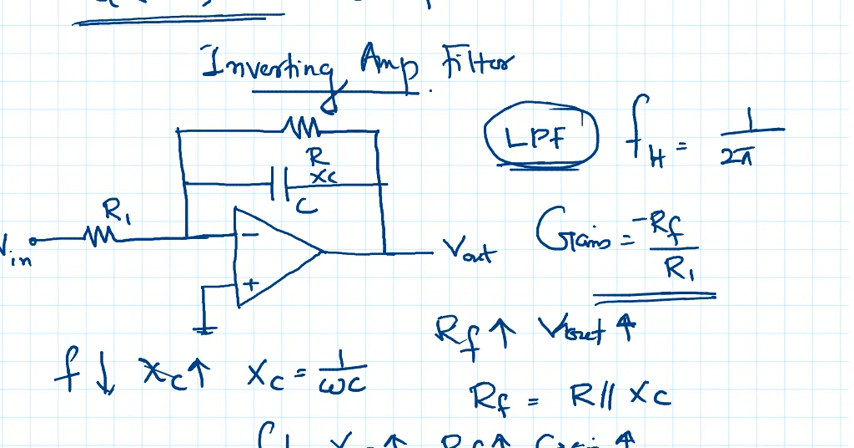 Inverting Amp. Filter
LPF
f_H = 1/2π
R
Xc
C
R₁
Vin
-
+
Vout
Gain = -Rf/R₁
Rf↑ Vout↑
f↓ Xc↑ Xc = 1/ωC
Rf = R||Xc